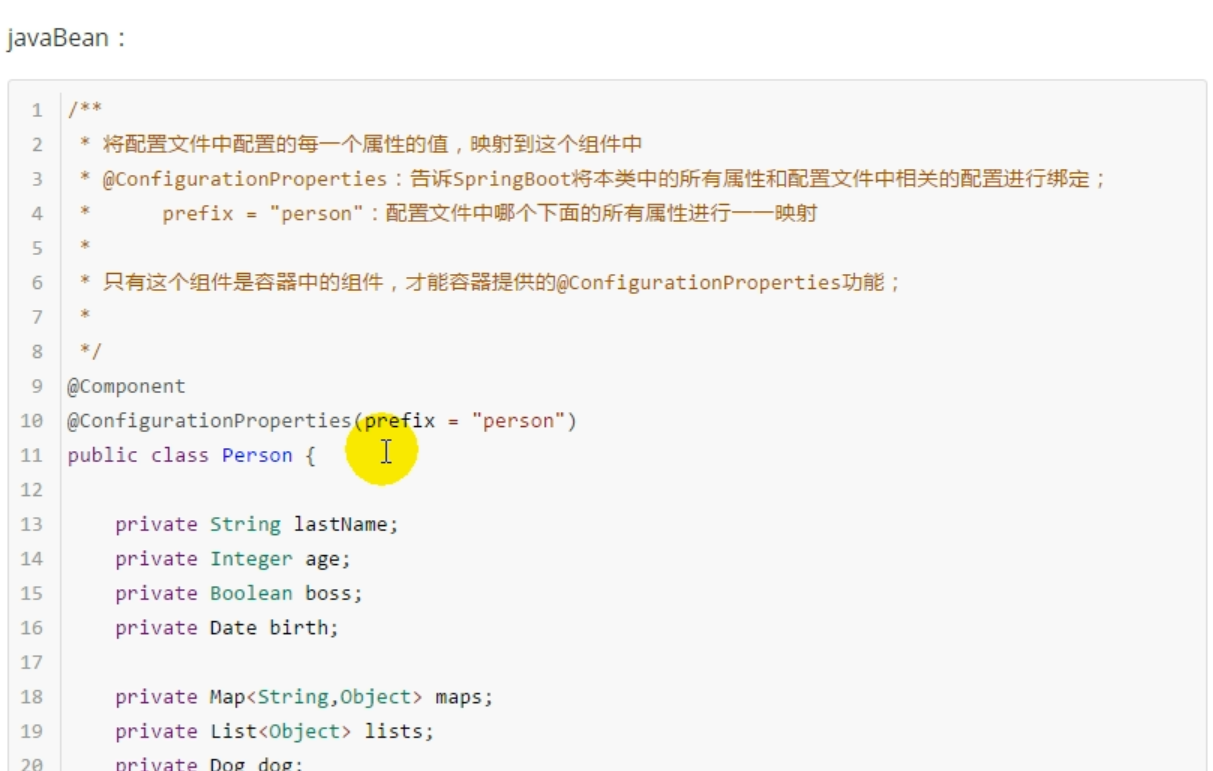 javaBean：
1 /**
2  * 将配置文件中配置的每一个属性的值，映射到这个组件中
3  * @ConfigurationProperties：告诉SpringBoot将本类中的所有属性和配置文件中相关的配置进行绑定；
4  *      prefix = "person"：配置文件中哪个下面的所有属性进行一一映射
5  *
6  * 只有这个组件是容器中的组件，才能容器提供的@ConfigurationProperties功能；
7  *
8  */
9 @Component
10 @ConfigurationProperties(prefix = "person")
11 public class Person {
12
13     private String lastName;
14     private Integer age;
15     private Boolean boss;
16     private Date birth;
17
18     private Map<String,Object> maps;
19     private List<Object> lists;
20     private Dog dog;